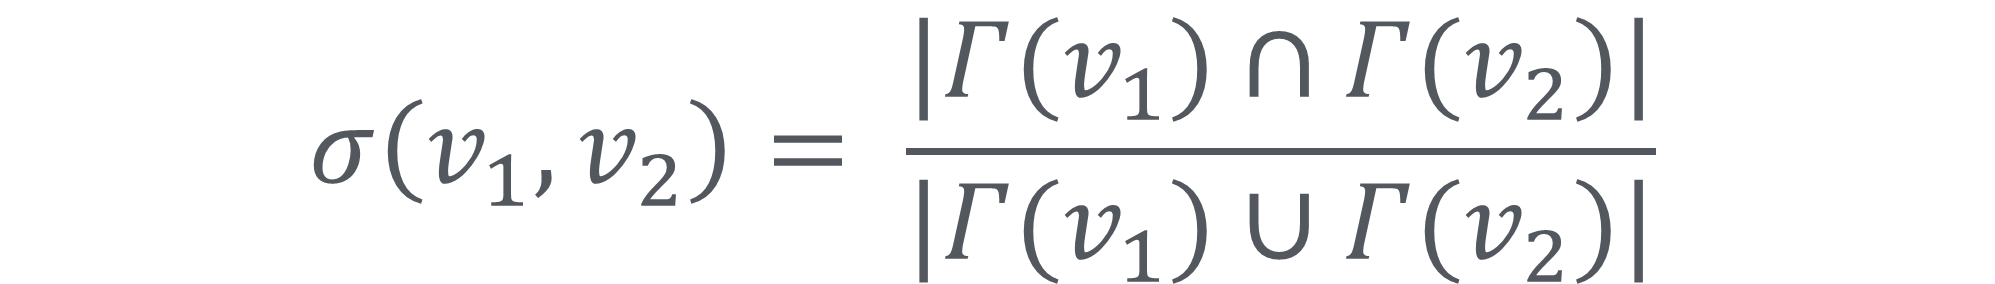 σ(v₁, v₂) = |Γ(v₁) ∩ Γ(v₂)| / |Γ(v₁) ∪ Γ(v₂)|